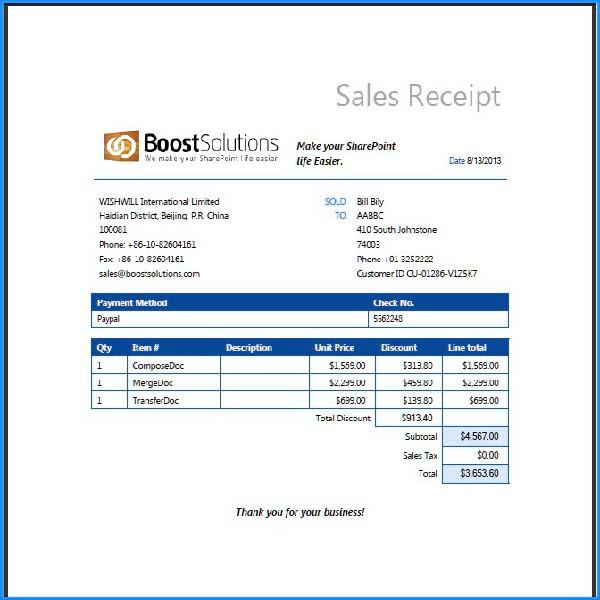 Sales Receipt
BoostSolutions
We make your SharePoint life easier
Make your SharePoint
life Easier.
Date 8/13/2013
WISHWILL International Limited
Haidian District, Beijing, P.R. China
100081
Phone: +86-10-82604161
Fax: +86-10-82604161
sales@boostsolutions.com
SOLD Bill Bily
TO AABBC
410 South Johnstone
74003
Phone +01 3252222
Customer ID CU-01286-V1Z5K7
Payment Method Check No.
Paypal 5562248
Qty Item # Description Unit Price Discount Line total
1 ComposeDoc $1,569.00 $313.80 $1,569.00
1 MergeDoc $2,299.00 $459.80 $2,299.00
1 TransferDoc $699.00 $139.80 $699.00
Total Discount $913.40
Subtotal $4,567.00
Sales Tax $0.00
Total $3,653.60
Thank you for your business!